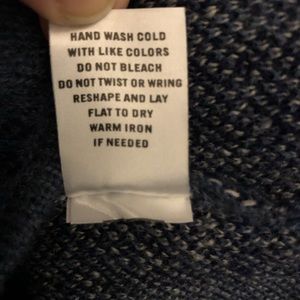 HAND WASH COLD
WITH LIKE COLORS
DO NOT BLEACH
DO NOT TWIST OR WRING
RESHAPE AND LAY
FLAT TO DRY
WARM IRON
IF NEEDED